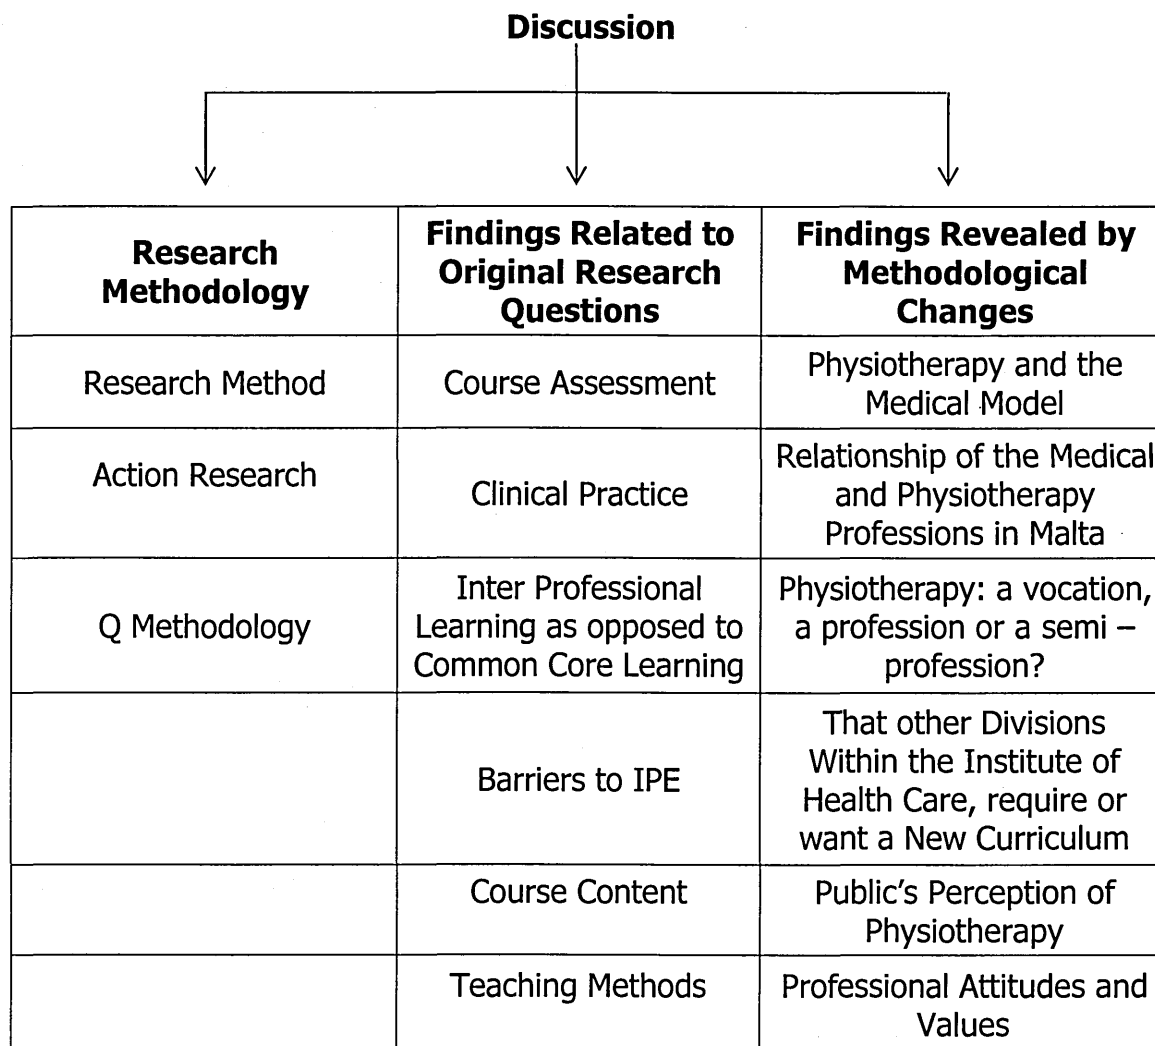 Discussion
Research
Methodology
Findings Related to
Original Research
Questions
Findings Revealed by
Methodological
Changes
Research Method
Course Assessment
Physiotherapy and the
Medical Model
Action Research
Clinical Practice
Relationship of the Medical
and Physiotherapy
Professions in Malta
Q Methodology
Inter Professional
Learning as opposed to
Common Core Learning
Physiotherapy: a vocation,
a profession or a semi –
profession?
Barriers to IPE
That other Divisions
Within the Institute of
Health Care, require or
want a New Curriculum
Course Content
Public's Perception of
Physiotherapy
Teaching Methods
Professional Attitudes and
Values